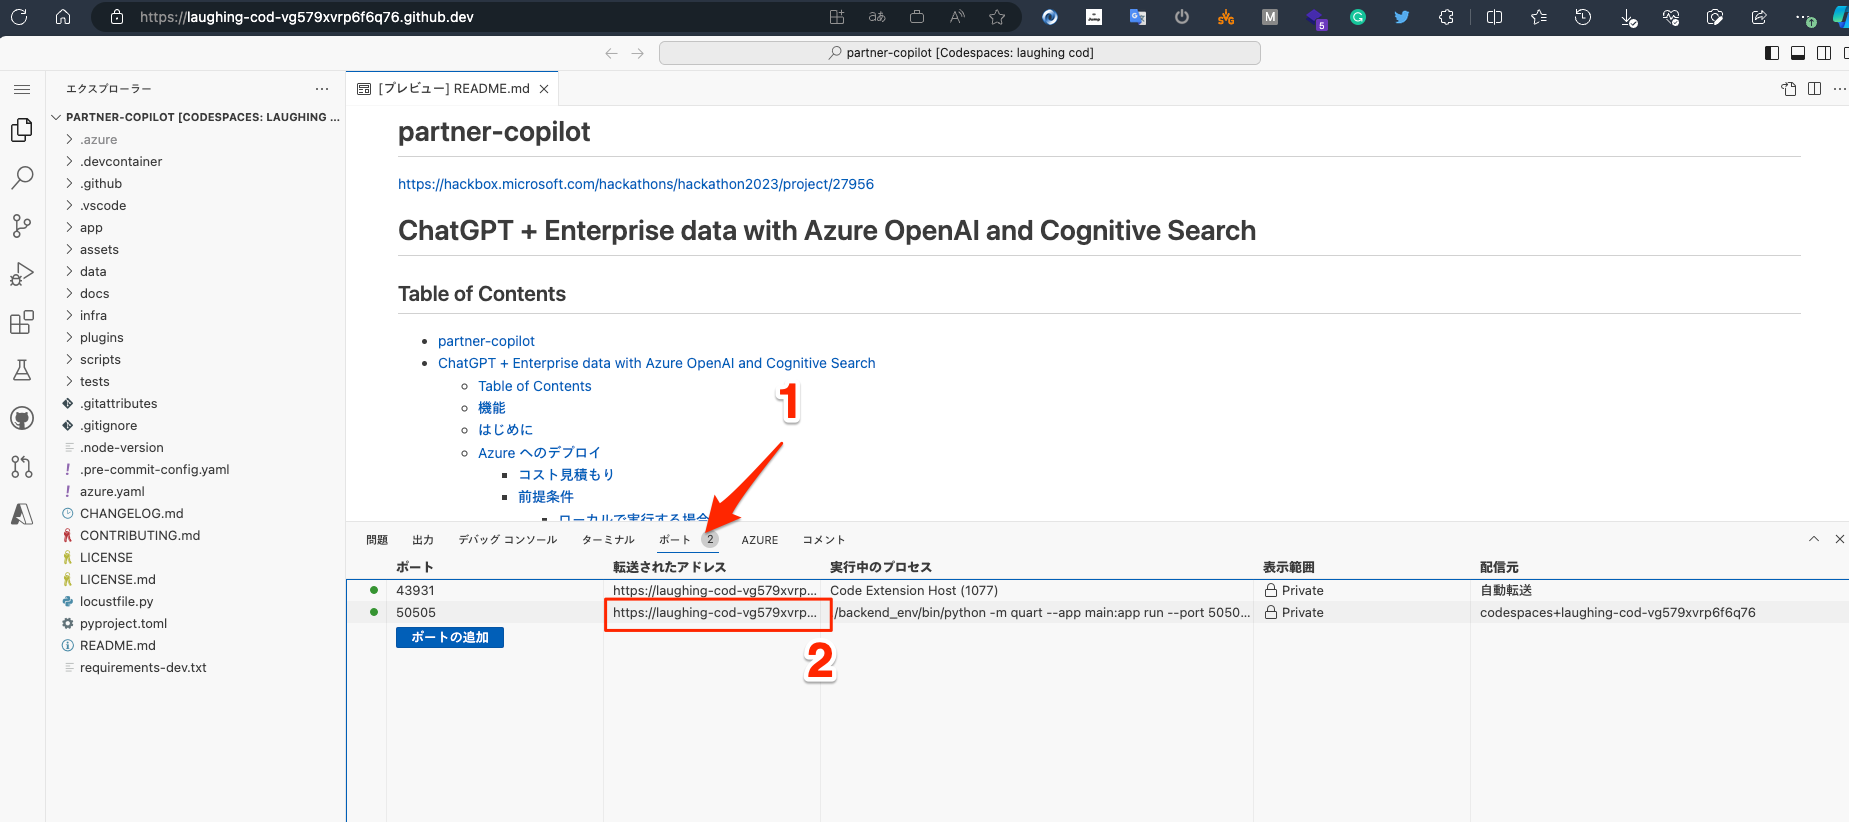 https://laughing-cod-vg579xvrp6f6q76.github.dev
partner-copilot [Codespaces: laughing cod]
エクスプローラー
[プレビュー] README.md
PARTNER-COPILOT [CODESPACES: LAUGHING ...
.azure
.devcontainer
.github
.vscode
app
assets
data
docs
infra
plugins
scripts
tests
.gitattributes
.gitignore
.node-version
.pre-commit-config.yaml
azure.yaml
CHANGELOG.md
CONTRIBUTING.md
LICENSE
LICENSE.md
locustfile.py
pyproject.toml
README.md
requirements-dev.txt
partner-copilot
https://hackbox.microsoft.com/hackathons/hackathon2023/project/27956
ChatGPT + Enterprise data with Azure OpenAI and Cognitive Search
Table of Contents
partner-copilot
ChatGPT + Enterprise data with Azure OpenAI and Cognitive Search
Table of Contents
機能
はじめに
Azure へのデプロイ
コスト見積もり
前提条件
ローカルで実行する場合
1
問題 出力 デバッグ コンソール ターミナル ポート 2 AZURE コメント
ポート 転送されたアドレス 実行中のプロセス 表示範囲 配信元
43931 https://laughing-cod-vg579xvrp... Code Extension Host (1077) Private 自動転送
50505 https://laughing-cod-vg579xvrp... /backend_env/bin/python -m quart --app main:app run --port 5050... Private codespaces+laughing-cod-vg579xvrp6f6q76
ポートの追加
2